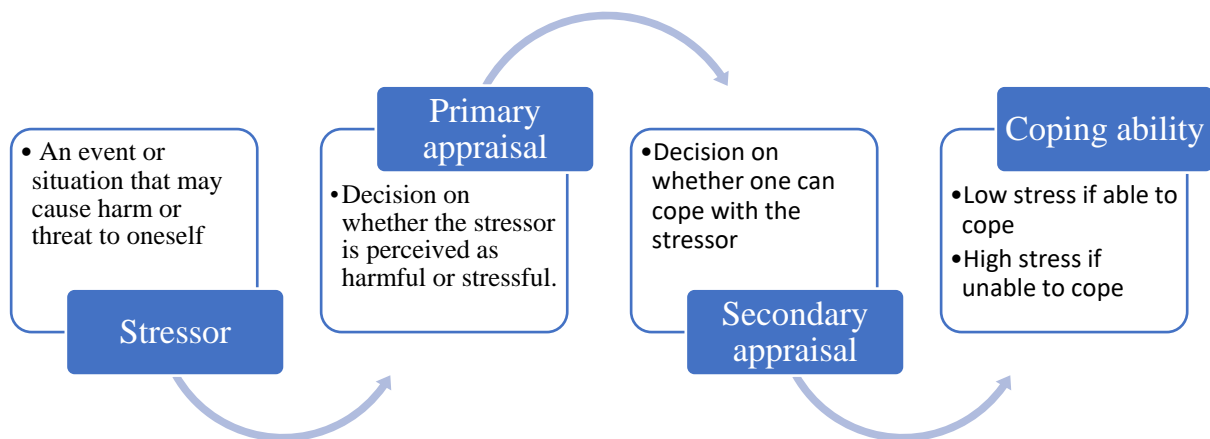 • An event or
situation that may
cause harm or
threat to oneself
Stressor
Primary
appraisal
•Decision on
whether the stressor
is perceived as
harmful or stressful.
•Decision on
whether one can
cope with the
stressor
Secondary
appraisal
Coping ability
•Low stress if able to
cope
•High stress if
unable to cope